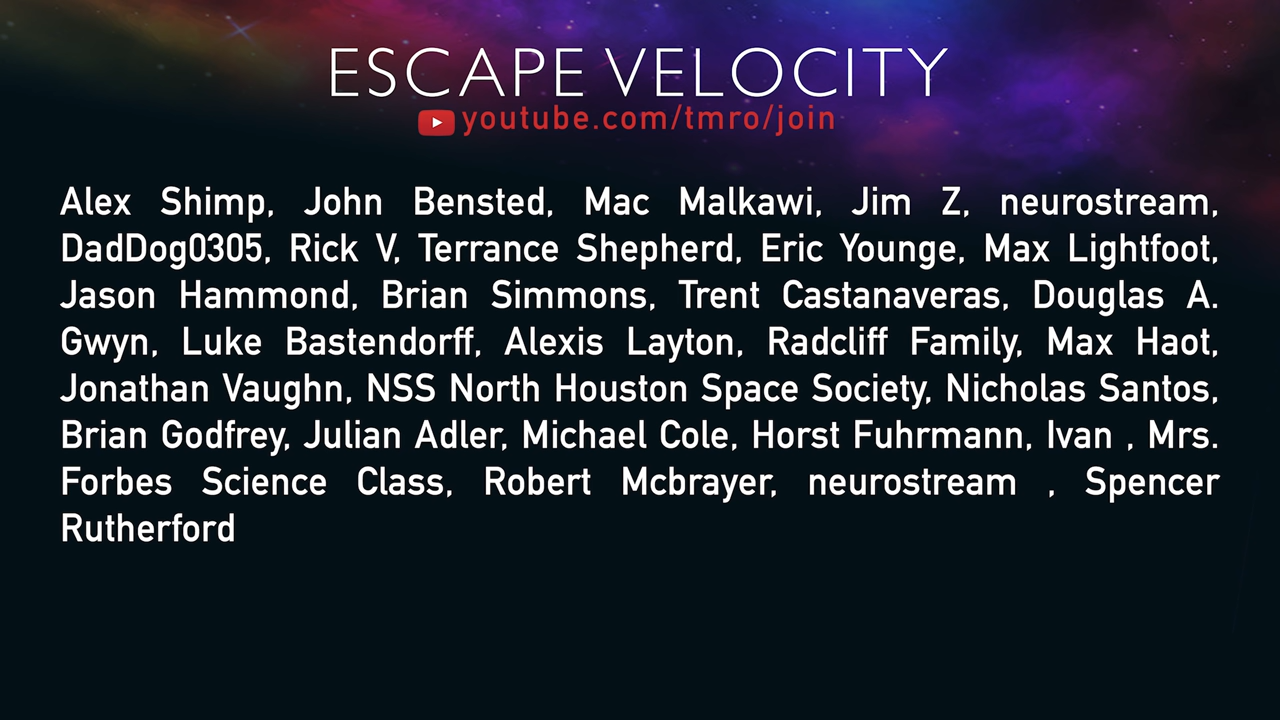 ESCAPE VELOCITY
youtube.com/tmro/join
Alex Shimp, John Bensted, Mac Malkawi, Jim Z, neurostream,
DadDog0305, Rick V, Terrance Shepherd, Eric Younge, Max Lightfoot,
Jason Hammond, Brian Simmons, Trent Castanaveras, Douglas A.
Gwyn, Luke Bastendorff, Alexis Layton, Radcliff Family, Max Haot,
Jonathan Vaughn, NSS North Houston Space Society, Nicholas Santos,
Brian Godfrey, Julian Adler, Michael Cole, Horst Fuhrmann, Ivan , Mrs.
Forbes Science Class, Robert Mcbrayer, neurostream , Spencer
Rutherford